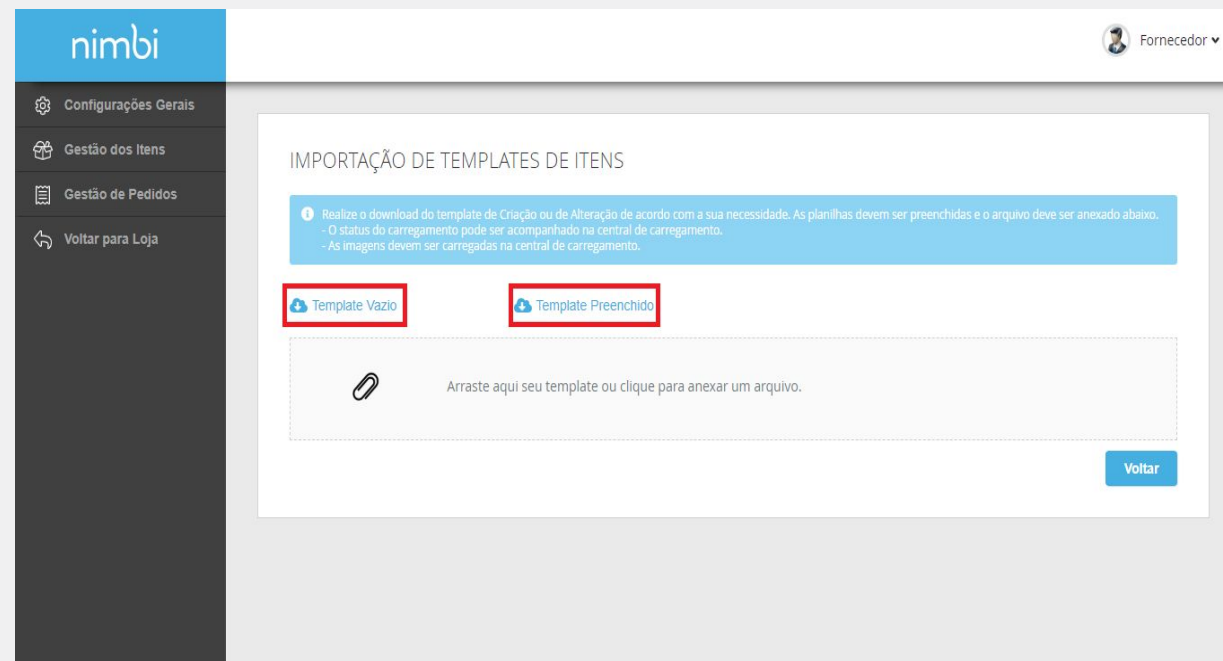 nimbi
Fornecedor
Configurações Gerais
Gestão dos Itens
Gestão de Pedidos
Voltar para Loja
IMPORTAÇÃO DE TEMPLATES DE ITENS
Realize o download do template de Criação ou de Alteração de acordo com a sua necessidade. As planilhas devem ser preenchidas e o arquivo deve ser anexado abaixo.
- O status do carregamento pode ser acompanhado na central de carregamento.
- As imagens devem ser carregadas na central de carregamento.
Template Vazio Template Preenchido
Arraste aqui seu template ou clique para anexar um arquivo.
Voltar